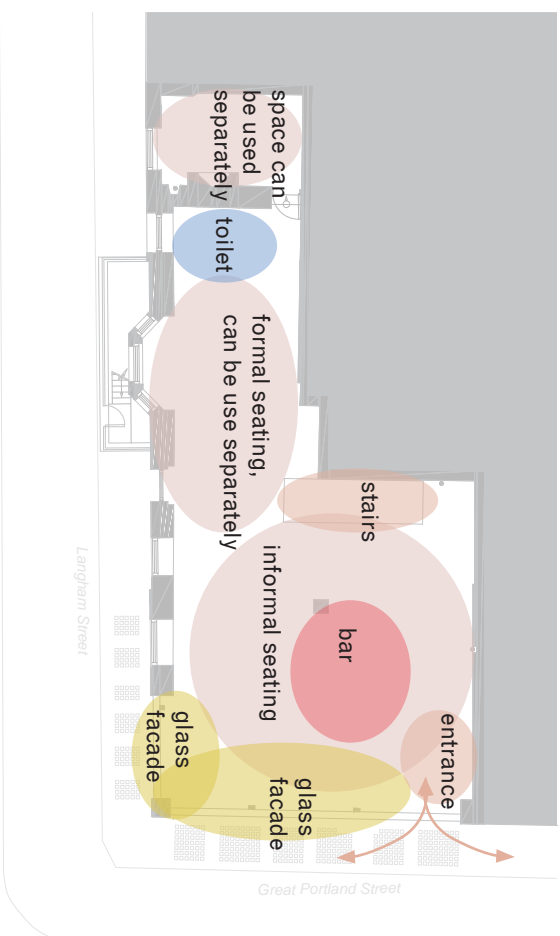 space can
be used
separately
toilet
formal seating,
can be use separately
stairs
informal seating
bar
entrance
glass
facade
glass
facade
Langham Street
Great Portland Street